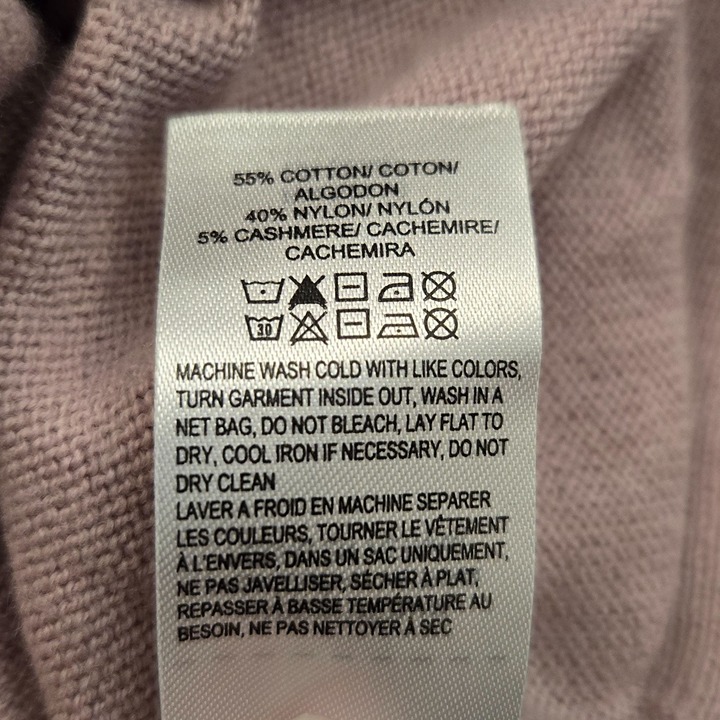 55% COTTON/ COTON/
ALGODON
40% NYLON/ NYLÓN
5% CASHMERE/ CACHEMIRE/
CACHEMIRA
30
MACHINE WASH COLD WITH LIKE COLORS,
TURN GARMENT INSIDE OUT, WASH IN A
NET BAG, DO NOT BLEACH, LAY FLAT TO
DRY, COOL IRON IF NECESSARY, DO NOT
DRY CLEAN
LAVER A FROID EN MACHINE SEPARER
LES COULEURS, TOURNER LE VÊTEMENT
À L'ENVERS, DANS UN SAC UNIQUEMENT,
NE PAS JAVELLISER, SÉCHER À PLAT,
REPASSER À BASSE TEMPÉRATURE AU
BESOIN, NE PAS NETTOYER À SEC